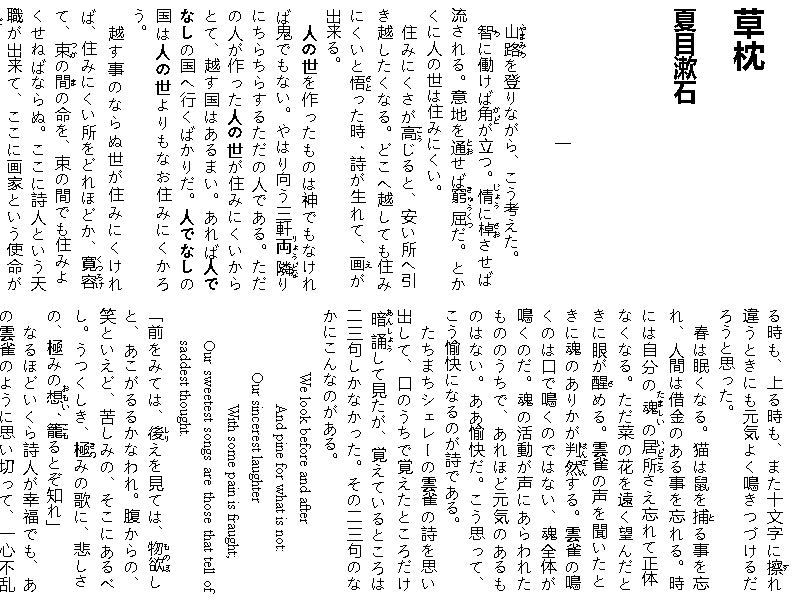 草枕
夏目漱石
一
山路を登りながら、こう考えた。
智に働けば角が立つ。情に棹させば
流される。意地を通せば窮屈だ。とか
くに人の世は住みにくい。
住みにくさが高じると、安い所へ引
き越したくなる。どこへ越しても住み
にくいと悟った時、詩が生れて、画が
出来る。
人の世を作ったものは神でもなけれ
ば鬼でもない。やはり向う三軒両隣り
にちらちらするただの人である。ただ
の人が作った人の世が住みにくいから
とて、越す国はあるまい。あれば人で
なしの国へ行くばかりだ。人でなしの
国は人の世よりもなお住みにくかろ
う。
越す事のならぬ世が住みにくけれ
ば、住みにくい所をどれほどか、寛容
て、束の間の命を、束の間でも住みよ
くせねばならぬ。ここに詩人という天
職が出来て、ここに画家という使命が
る時も、上る時も、また十文字に擦れ
違うときにも元気よく鳴きつづけるだ
ろうと思った。
春は眠くなる。猫は鼠を捕る事を忘
れ、人間は借金のある事を忘れる。時
には自分の魂の居所さえ忘れて正体
なくなる。ただ菜の花を遠く望んだと
きに眼が醒める。雲雀の声を聞いたと
きに魂のありかが判然する。雲雀の鳴
くのは口で鳴くのではない、魂全体が
鳴くのだ。魂の活動が声にあらわれた
もののうちで、あれほど元気のあるも
のはない。ああ愉快だ。こう思って、
こう愉快になるのが詩である。
たちまちシェレーの雲雀の詩を思い
出して、口のうちで覚えたところだけ
暗誦して見たが、覚えているところは
二三句しかなかった。その二三句のな
かにこんなのがある。
We look before and after
And pine for what is not:
Our sincerest laughter
With some pain is fraught;
Our sweetest songs are those that tell of
saddest thought.
「前をみては、後えを見ては、物欲し
と、あこがるるかなわれ。腹からの、
笑といえど、苦しみの、そこにあるべ
し。うつくしき、極みの歌に、悲しさ
の、極みの想、籠るとぞ知れ」
なるほどいくら詩人が幸福でも、あ
の雲雀のように思い切って、一心不乱